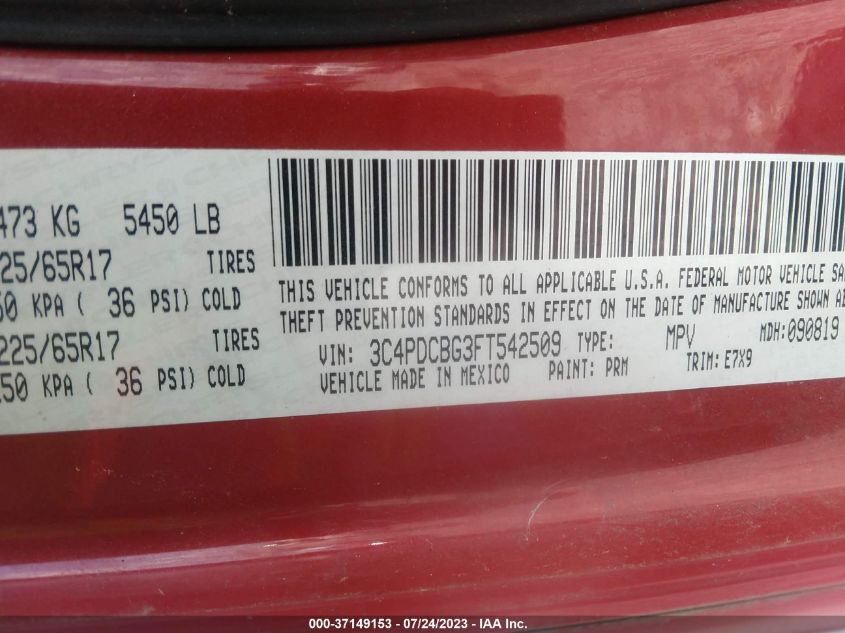 473 KG 5450 LB
225/65R17 TIRES
250 KPA ( 36 PSI) COLD
225/65R17 TIRES
250 KPA ( 36 PSI) COLD
THIS VEHICLE CONFORMS TO ALL APPLICABLE U.S.A. FEDERAL MOTOR VEHICLE SA
THEFT PREVENTION STANDARDS IN EFFECT ON THE DATE OF MANUFACTURE SHOWN AB
VIN: 3C4PDCBG3FT542509 TYPE: MPV MDH:090819
VEHICLE MADE IN MEXICO PAINT: PRM TRIM: E7X9
000-37149153 — 07/24/2023 — IAA Inc.